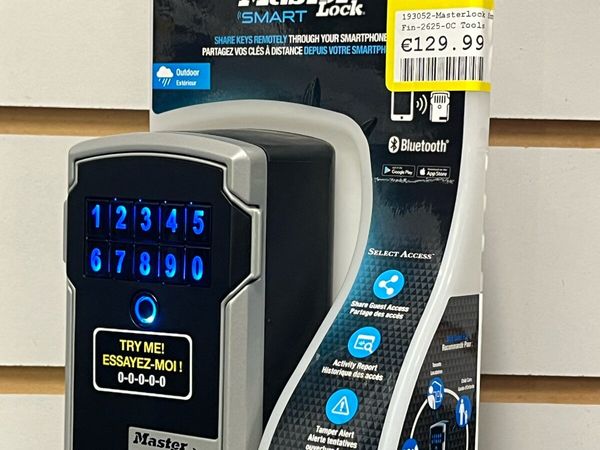 Master Lock
SMART
SHARE KEYS REMOTELY THROUGH YOUR SMARTPHONE
PARTAGEZ VOS CLÉS À DISTANCE DEPUIS VOTRE SMARTPH
193052-Masterlock
Fin-2625-OC Tools
€129.99
Outdoor
Extérieur
Bluetooth®
Google Play
App Store
SELECT ACCESS™
Share Guest Access
Partage des accès
Activity Report
Historique des accès
Tamper Alert
Alerte tentatives
1 2 3 4 5
6 7 8 9 0
TRY ME!
ESSAYEZ-MOI !
0-0-0-0-0
Master